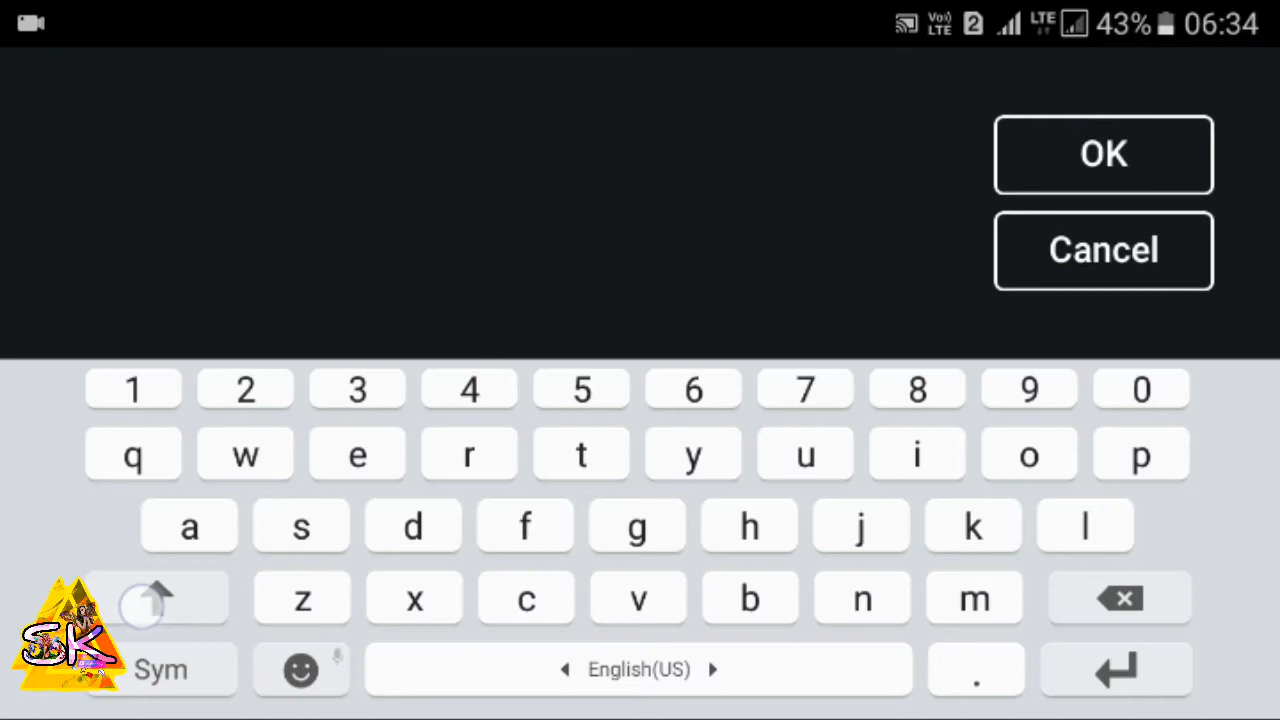 Vo)) LTE 2 LTE 43% 06:34
OK
Cancel
1 2 3 4 5 6 7 8 9 0
q w e r t y u i o p
a s d f g h j k l
z x c v b n m
SK
Sym English(US) .